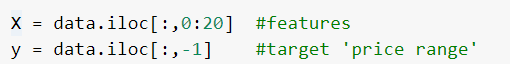 X = data.iloc[:,0:20]  #features
y = data.iloc[:,-1]    #target 'price range'